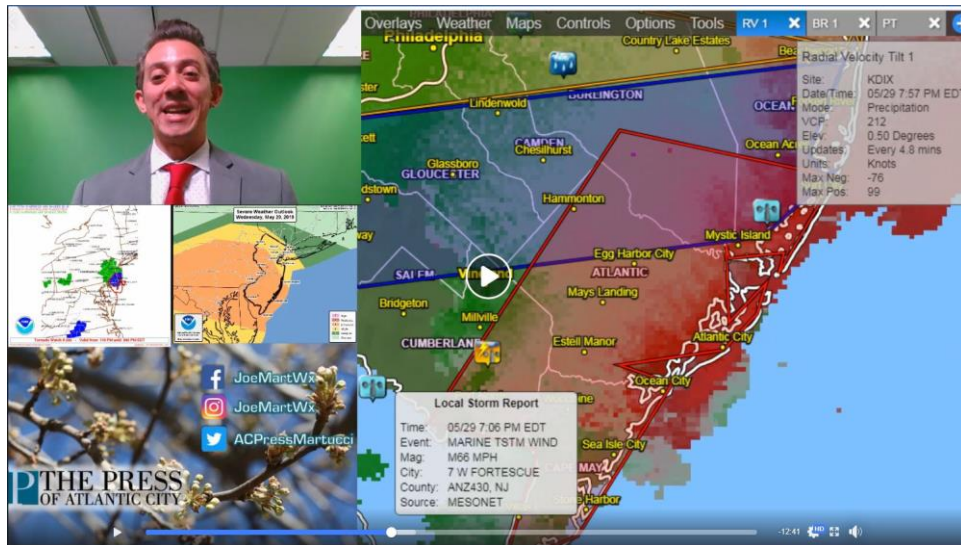 Overlays Weather Maps Controls Options Tools RV 1 X BR 1 X PT X
Philadelphia
Country Lake Estates
Lindenwold
BURLINGTON
OCEAN
CAMDEN
Chesilhurst
Ocean Acr
Glassboro
GLOUCESTER
Hammonton
Mystic Island
Egg Harbor City
SALEM
ATLANTIC
Mays Landing
Bridgeton
Millville
CUMBERLAND
Estell Manor
Atlantic City
Ocean City
Sea Isle City
Radial Velocity Tilt 1
Site: KDIX
Date/Time: 05/29 7:57 PM EDT
Mode: Precipitation
VCP: 212
Elev: 0.50 Degrees
Updates: Every 4.8 mins
Units: Knots
Max Neg: -76
Max Pos: 99
Severe Weather Outlook
Wednesday, May 29, 2019
JoeMartWx
JoeMartWx
ACPressMartucci
THE PRESS
OF ATLANTIC CITY
Local Storm Report
Time: 05/29 7:06 PM EDT
Event: MARINE TSTM WIND
Mag: M66 MPH
City: 7 W FORTESCUE
County: ANZ430, NJ
Source: MESONET
-12:41
HD